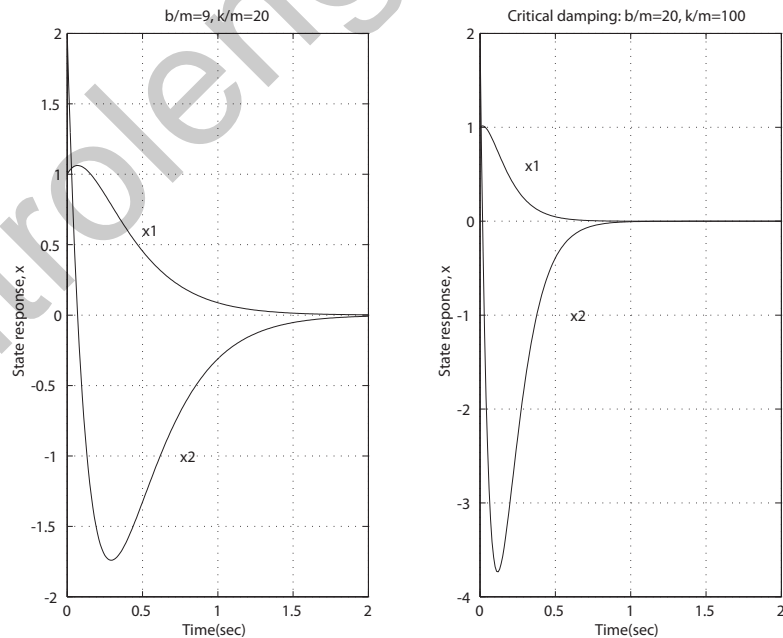 b/m=9, k/m=20
2
1.5
1
0.5
0
-0.5
-1
-1.5
-2
State response, x
x1
x2
0 0.5 1 1.5 2
Time(sec)
Critical damping: b/m=20, k/m=100
2
1
0
-1
-2
-3
-4
State response, x
x1
x2
0 0.5 1 1.5 2
Time(sec)